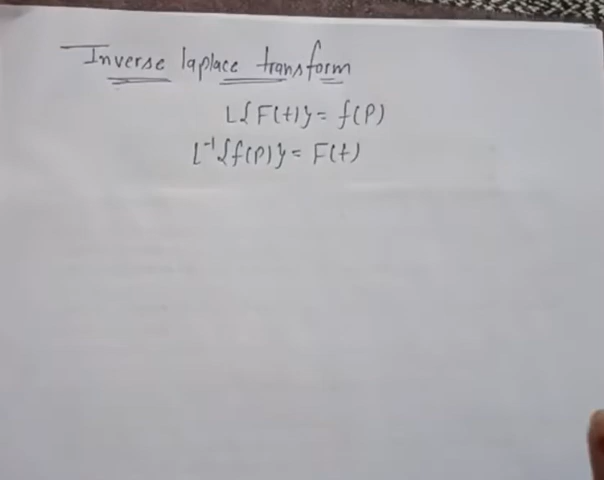 Inverse laplace transform
L{F(t)} = f(P)
L⁻¹{f(P)} = F(t)